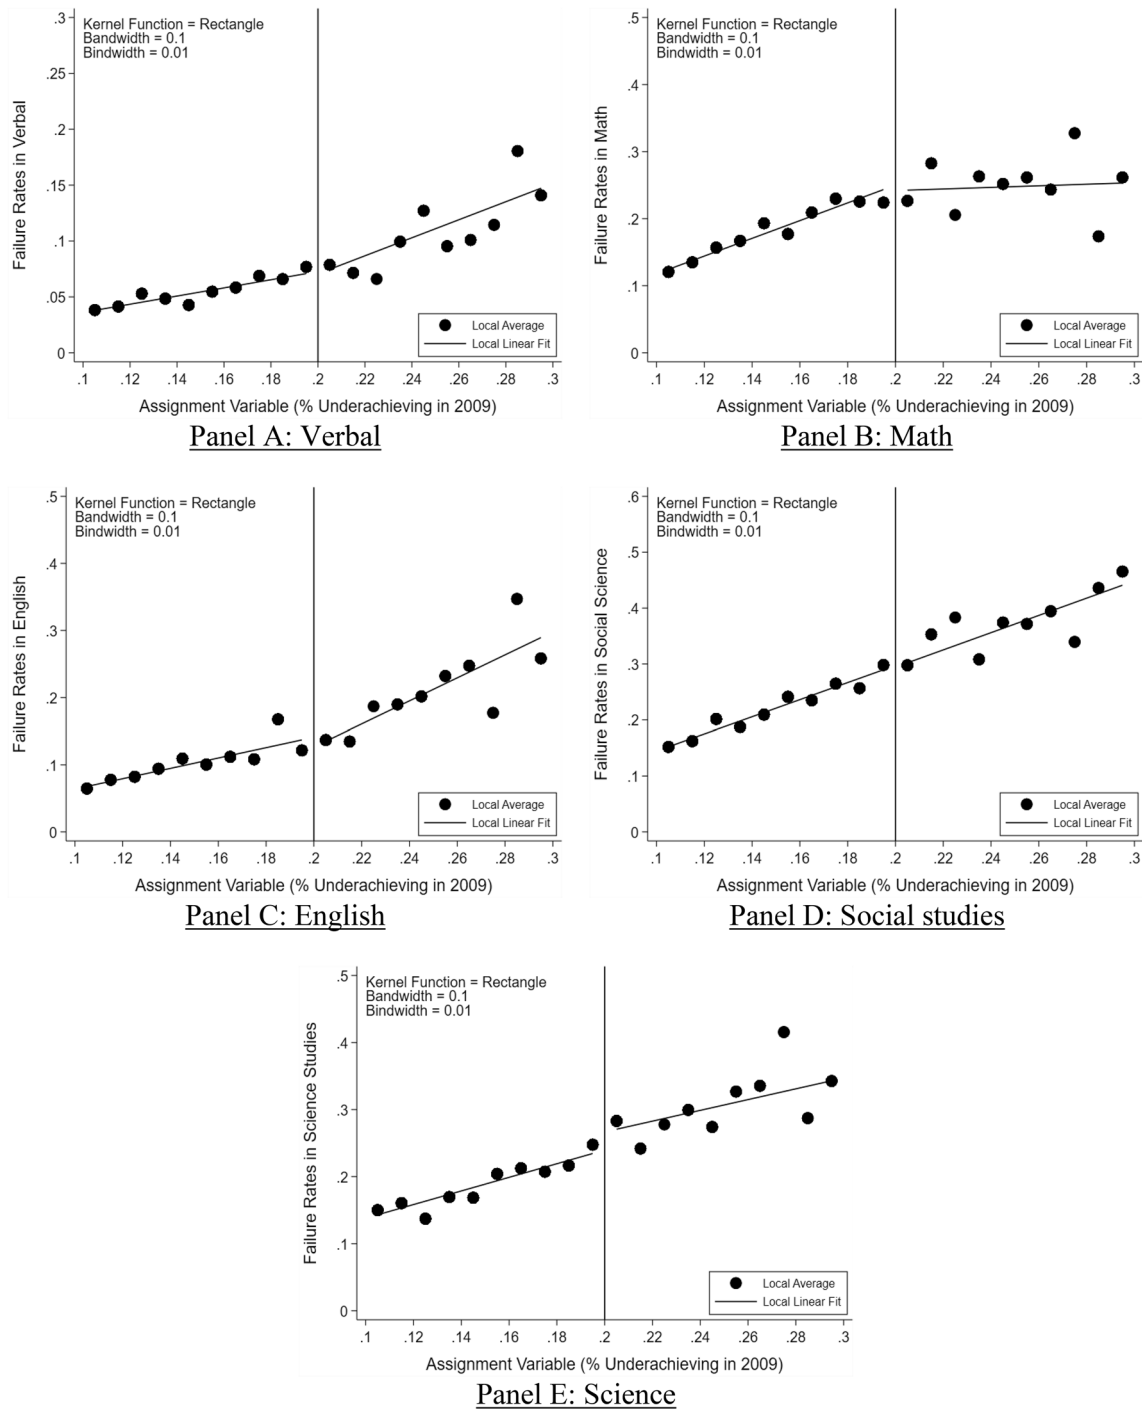 Kernel Function = Rectangle
Bandwidth = 0.1
Bindwidth = 0.01
Failure Rates in Verbal
.3
.25
.2
.15
.1
.05
0
Local Average
Local Linear Fit
.1 .12 .14 .16 .18 .2 .22 .24 .26 .28 .3
Assignment Variable (% Underachieving in 2009)
Panel A: Verbal
Kernel Function = Rectangle
Bandwidth = 0.1
Bindwidth = 0.01
Failure Rates in Math
.5
.4
.3
.2
.1
0
Local Average
Local Linear Fit
.1 .12 .14 .16 .18 .2 .22 .24 .26 .28 .3
Assignment Variable (% Underachieving in 2009)
Panel B: Math
Kernel Function = Rectangle
Bandwidth = 0.1
Bindwidth = 0.01
Failure Rates in English
.5
.4
.3
.2
.1
0
Local Average
Local Linear Fit
.1 .12 .14 .16 .18 .2 .22 .24 .26 .28 .3
Assignment Variable (% Underachieving in 2009)
Panel C: English
Kernel Function = Rectangle
Bandwidth = 0.1
Bindwidth = 0.01
Failure Rates in Social Science
.6
.5
.4
.3
.2
.1
0
Local Average
Local Linear Fit
.1 .12 .14 .16 .18 .2 .22 .24 .26 .28 .3
Assignment Variable (% Underachieving in 2009)
Panel D: Social studies
Kernel Function = Rectangle
Bandwidth = 0.1
Bindwidth = 0.01
Failure Rates in Science Studies
.5
.4
.3
.2
.1
0
Local Average
Local Linear Fit
.1 .12 .14 .16 .18 .2 .22 .24 .26 .28 .3
Assignment Variable (% Underachieving in 2009)
Panel E: Science